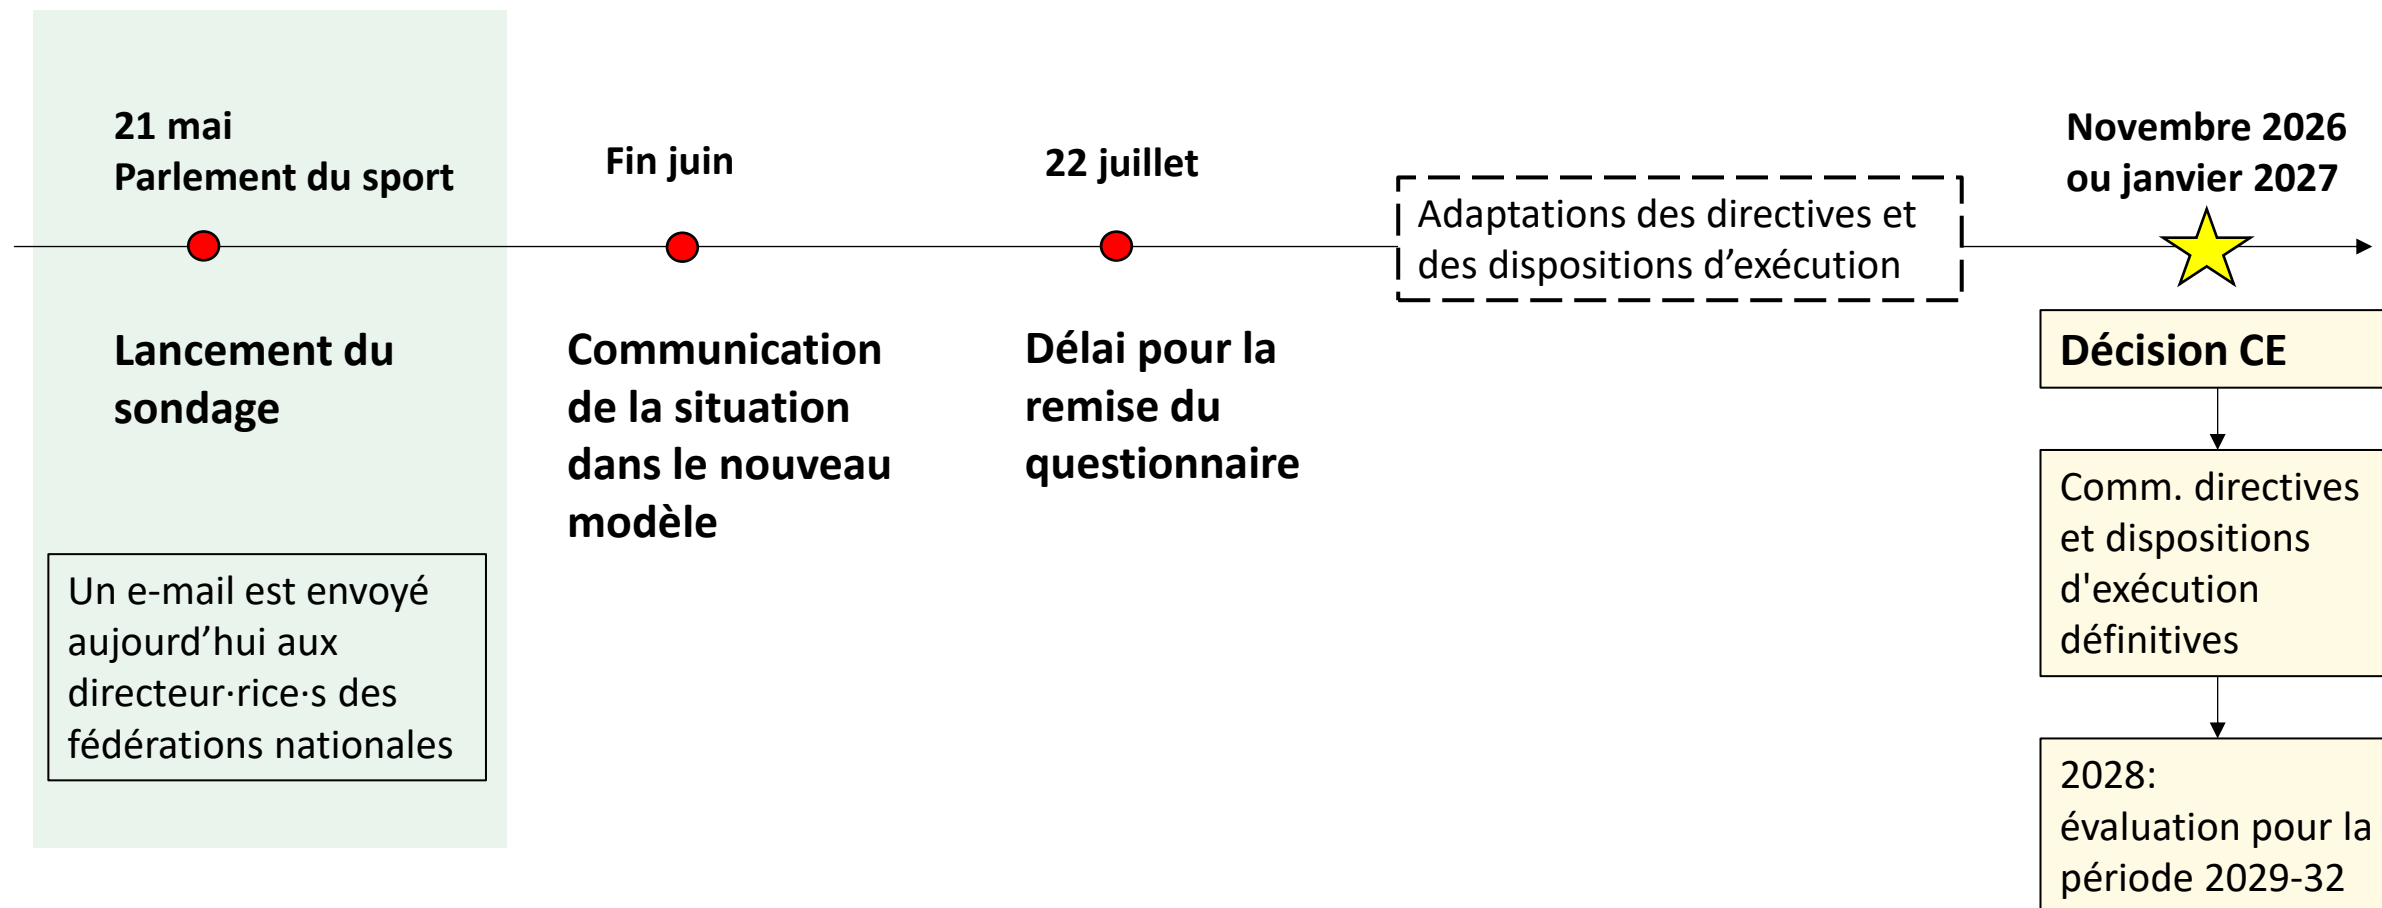 21 mai
Parlement du sport
Lancement du
sondage
Un e-mail est envoyé
aujourd’hui aux
directeur·rice·s des
fédérations nationales
Fin juin
Communication
de la situation
dans le nouveau
modèle
22 juillet
Délai pour la
remise du
questionnaire
Adaptations des directives et
des dispositions d’exécution
Novembre 2026
ou janvier 2027
Décision CE
Comm. directives
et dispositions
d'exécution
définitives
2028:
évaluation pour la
période 2029-32